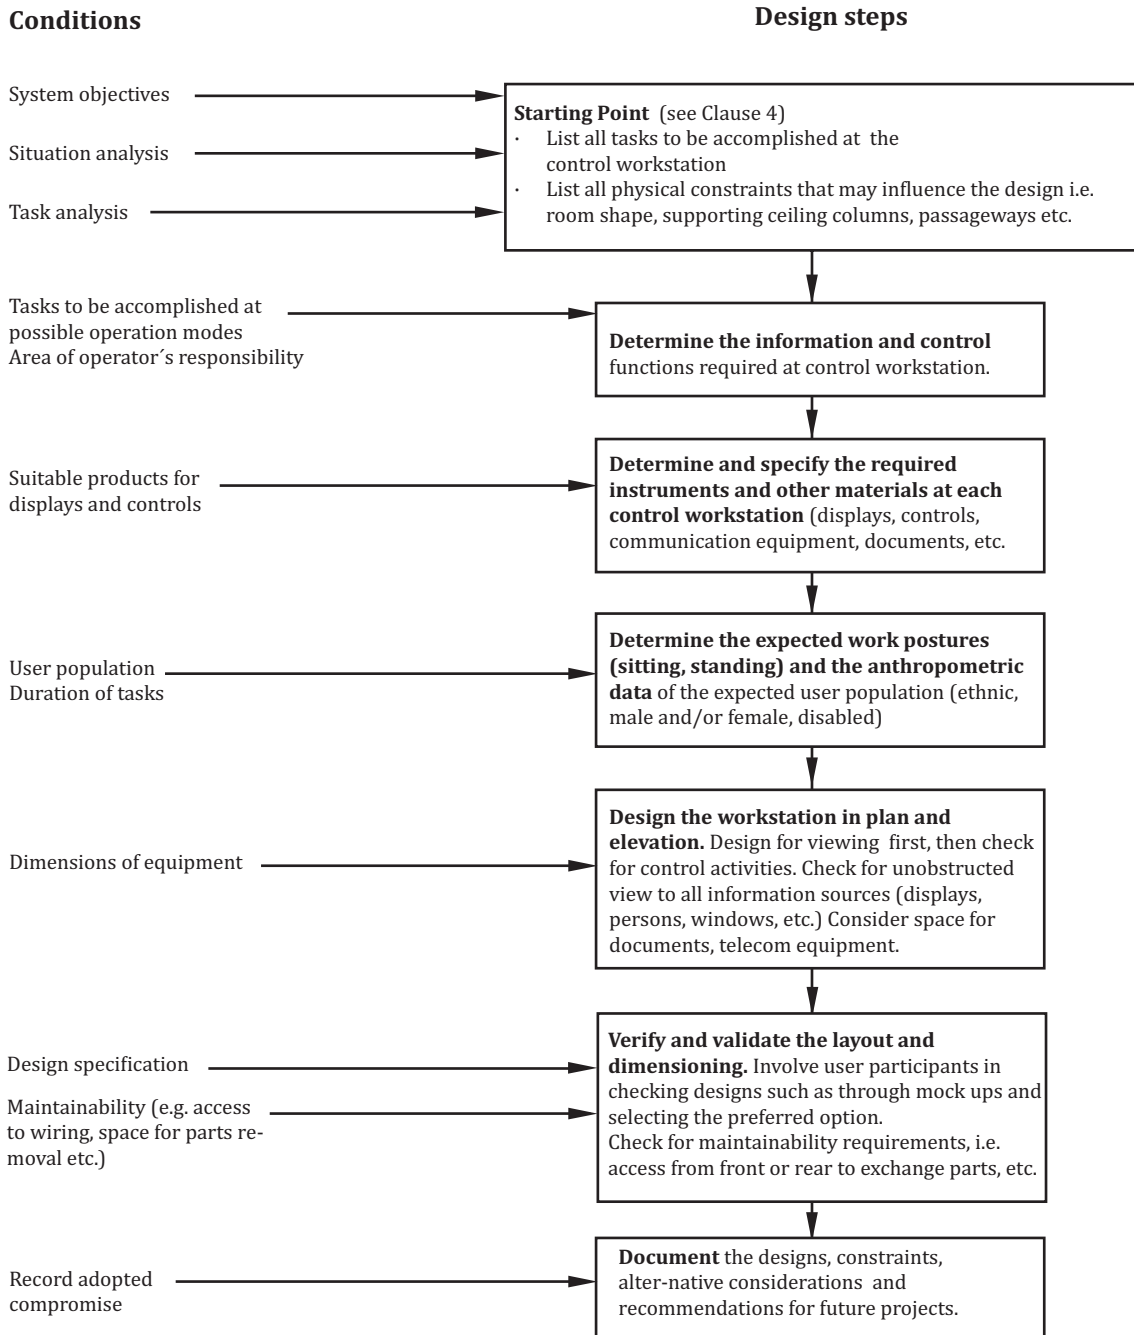 Conditions
Design steps
System objectives
Situation analysis
Task analysis
Starting Point (see Clause 4)
· List all tasks to be accomplished at the
control workstation
· List all physical constraints that may influence the design i.e.
room shape, supporting ceiling columns, passageways etc.
Tasks to be accomplished at
possible operation modes
Area of operator´s responsibility
Determine the information and control
functions required at control workstation.
Suitable products for
displays and controls
Determine and specify the required
instruments and other materials at each
control workstation (displays, controls,
communication equipment, documents, etc.
User population
Duration of tasks
Determine the expected work postures
(sitting, standing) and the anthropometric
data of the expected user population (ethnic,
male and/or female, disabled)
Dimensions of equipment
Design the workstation in plan and
elevation. Design for viewing first, then check
for control activities. Check for unobstructed
view to all information sources (displays,
persons, windows, etc.) Consider space for
documents, telecom equipment.
Design specification
Maintainability (e.g. access
to wiring, space for parts re-
moval etc.)
Verify and validate the layout and
dimensioning. Involve user participants in
checking designs such as through mock ups and
selecting the preferred option.
Check for maintainability requirements, i.e.
access from front or rear to exchange parts, etc.
Record adopted
compromise
Document the designs, constraints,
alter-native considerations and
recommendations for future projects.